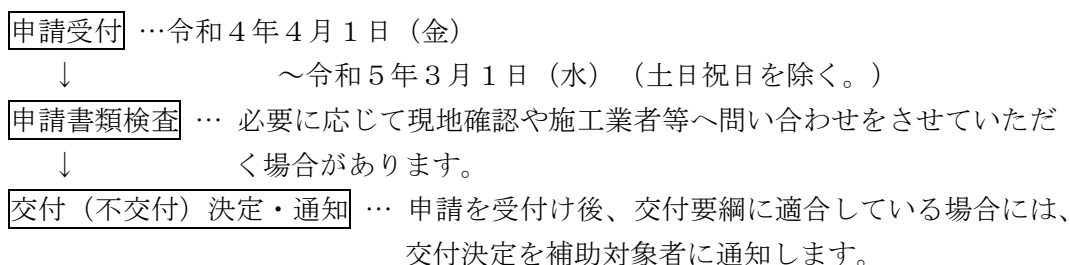 申請受付 …令和４年４月１日（金）
↓ ～令和５年３月１日（水）（土日祝日を除く。）
申請書類検査 … 必要に応じて現地確認や施工業者等へ問い合わせをさせていただ
↓ く場合があります。
交付（不交付）決定・通知 … 申請を受付け後、交付要綱に適合している場合には、
交付決定を補助対象者に通知します。